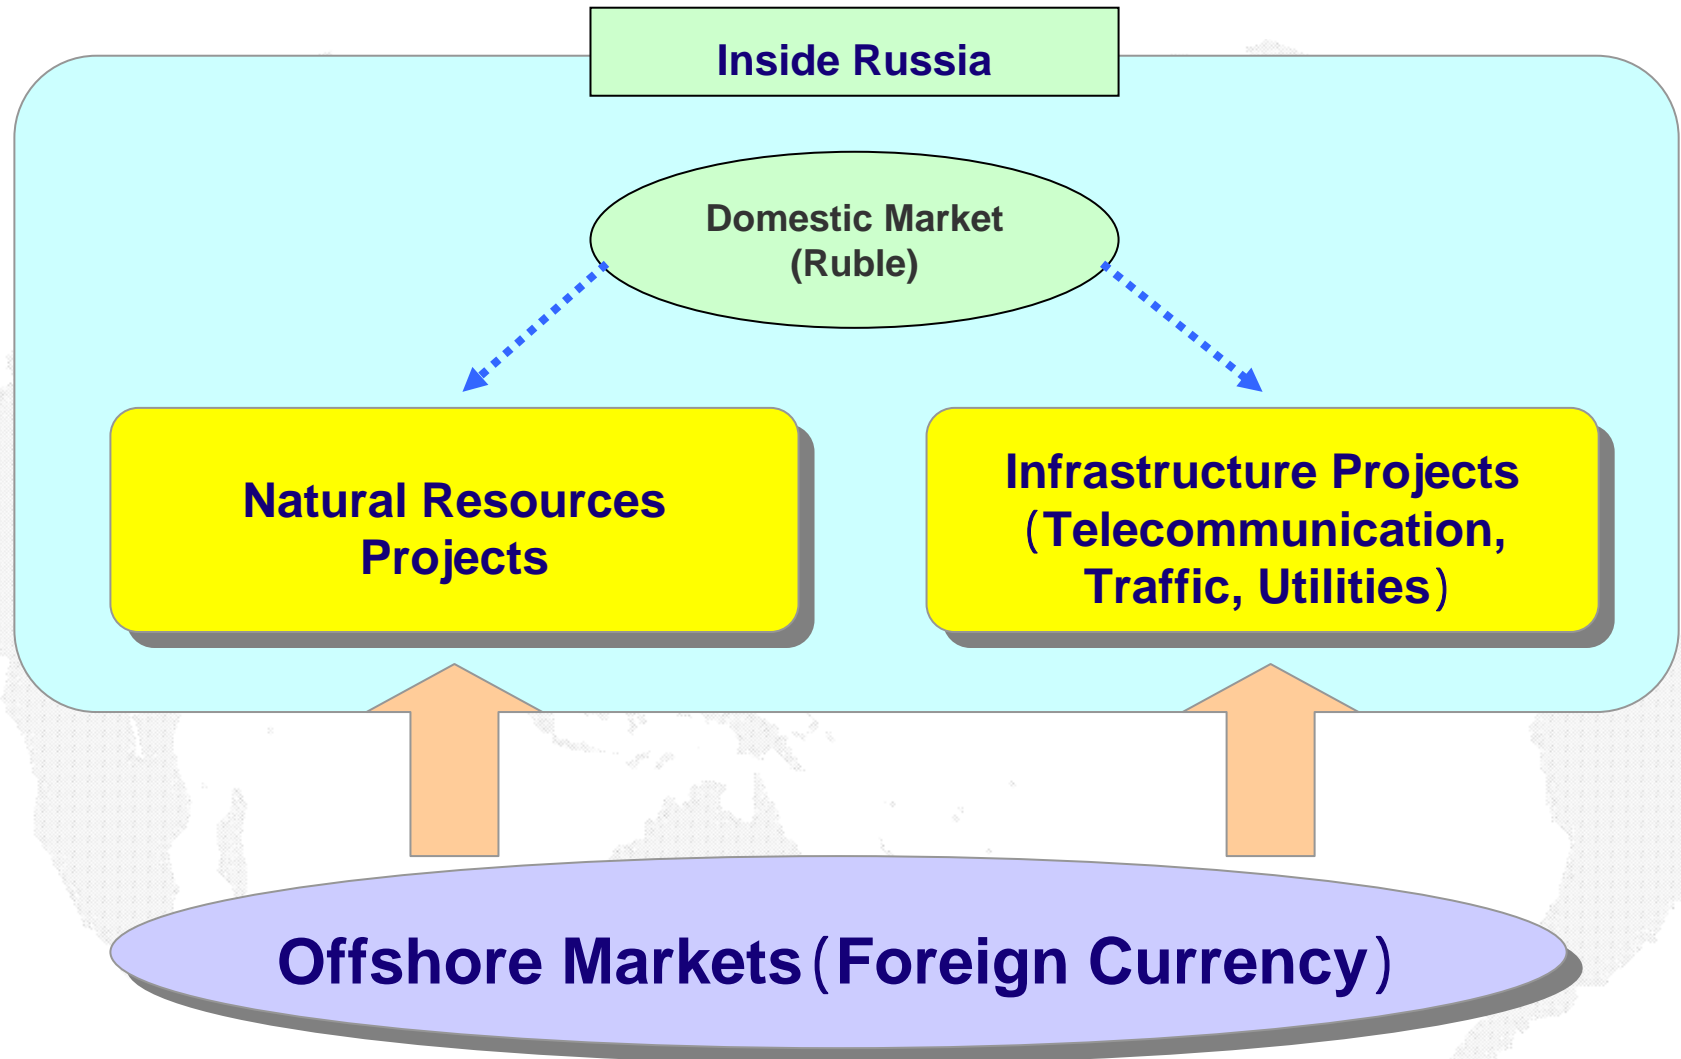 Inside Russia
Domestic Market
(Ruble)
Natural Resources
Projects
Infrastructure Projects
(Telecommunication,
Traffic, Utilities)
Offshore Markets(Foreign Currency)